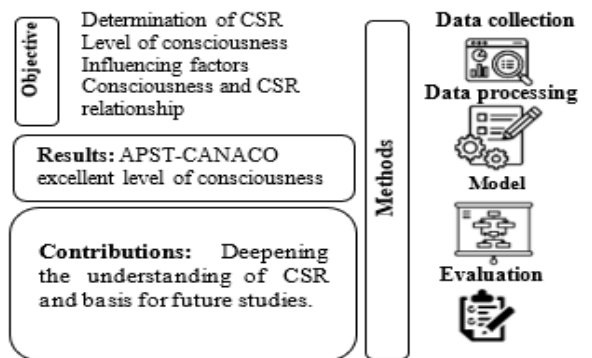 Objective
Determination of CSR
Level of consciousness
Influencing factors
Consciousness and CSR
relationship
Results: APST-CANACO
excellent level of consciousness
Contributions: Deepening
the understanding of CSR
and basis for future studies.
Methods
Data collection
Data processing
Model
Evaluation